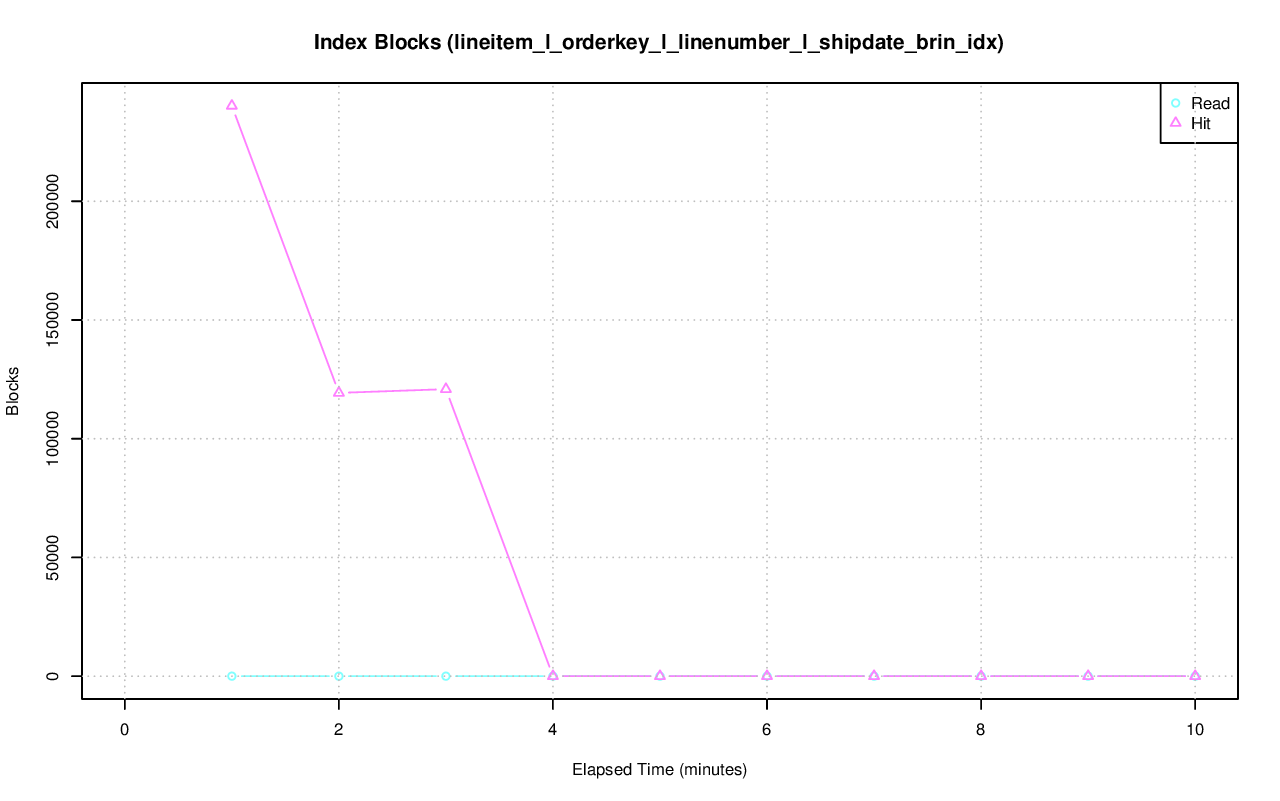 Index Blocks (lineitem_l_orderkey_l_linenumber_l_shipdate_brin_idx)
Read
Hit
Blocks
200000
150000
100000
50000
0
0 2 4 6 8 10
Elapsed Time (minutes)